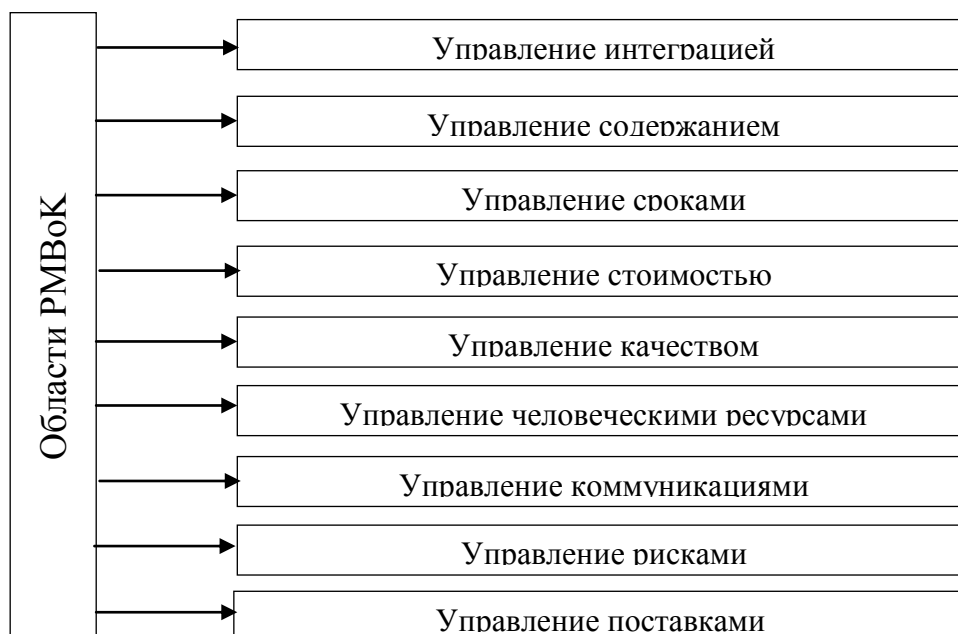 Области PMBoK
Управление интеграцией
Управление содержанием
Управление сроками
Управление стоимостью
Управление качеством
Управление человеческими ресурсами
Управление коммуникациями
Управление рисками
Управление поставками